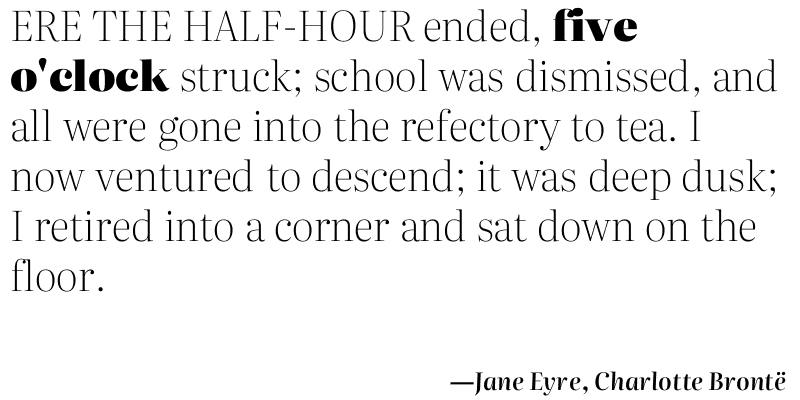 ERE THE HALF-HOUR ended, five
o'clock struck; school was dismissed, and
all were gone into the refectory to tea. I
now ventured to descend; it was deep dusk;
I retired into a corner and sat down on the
floor.
—Jane Eyre, Charlotte Brontë